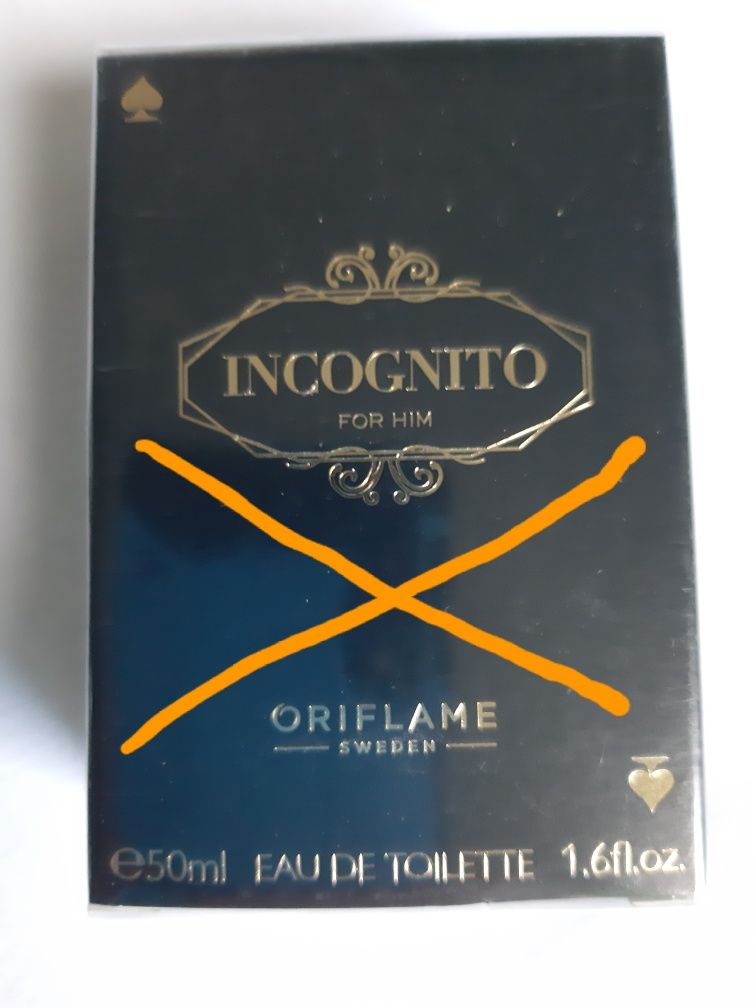 INCOGNITO
FOR HIM
ORIFLAME
SWEDEN
℮50ml EAU DE TOILETTE 1.6fl.oz.